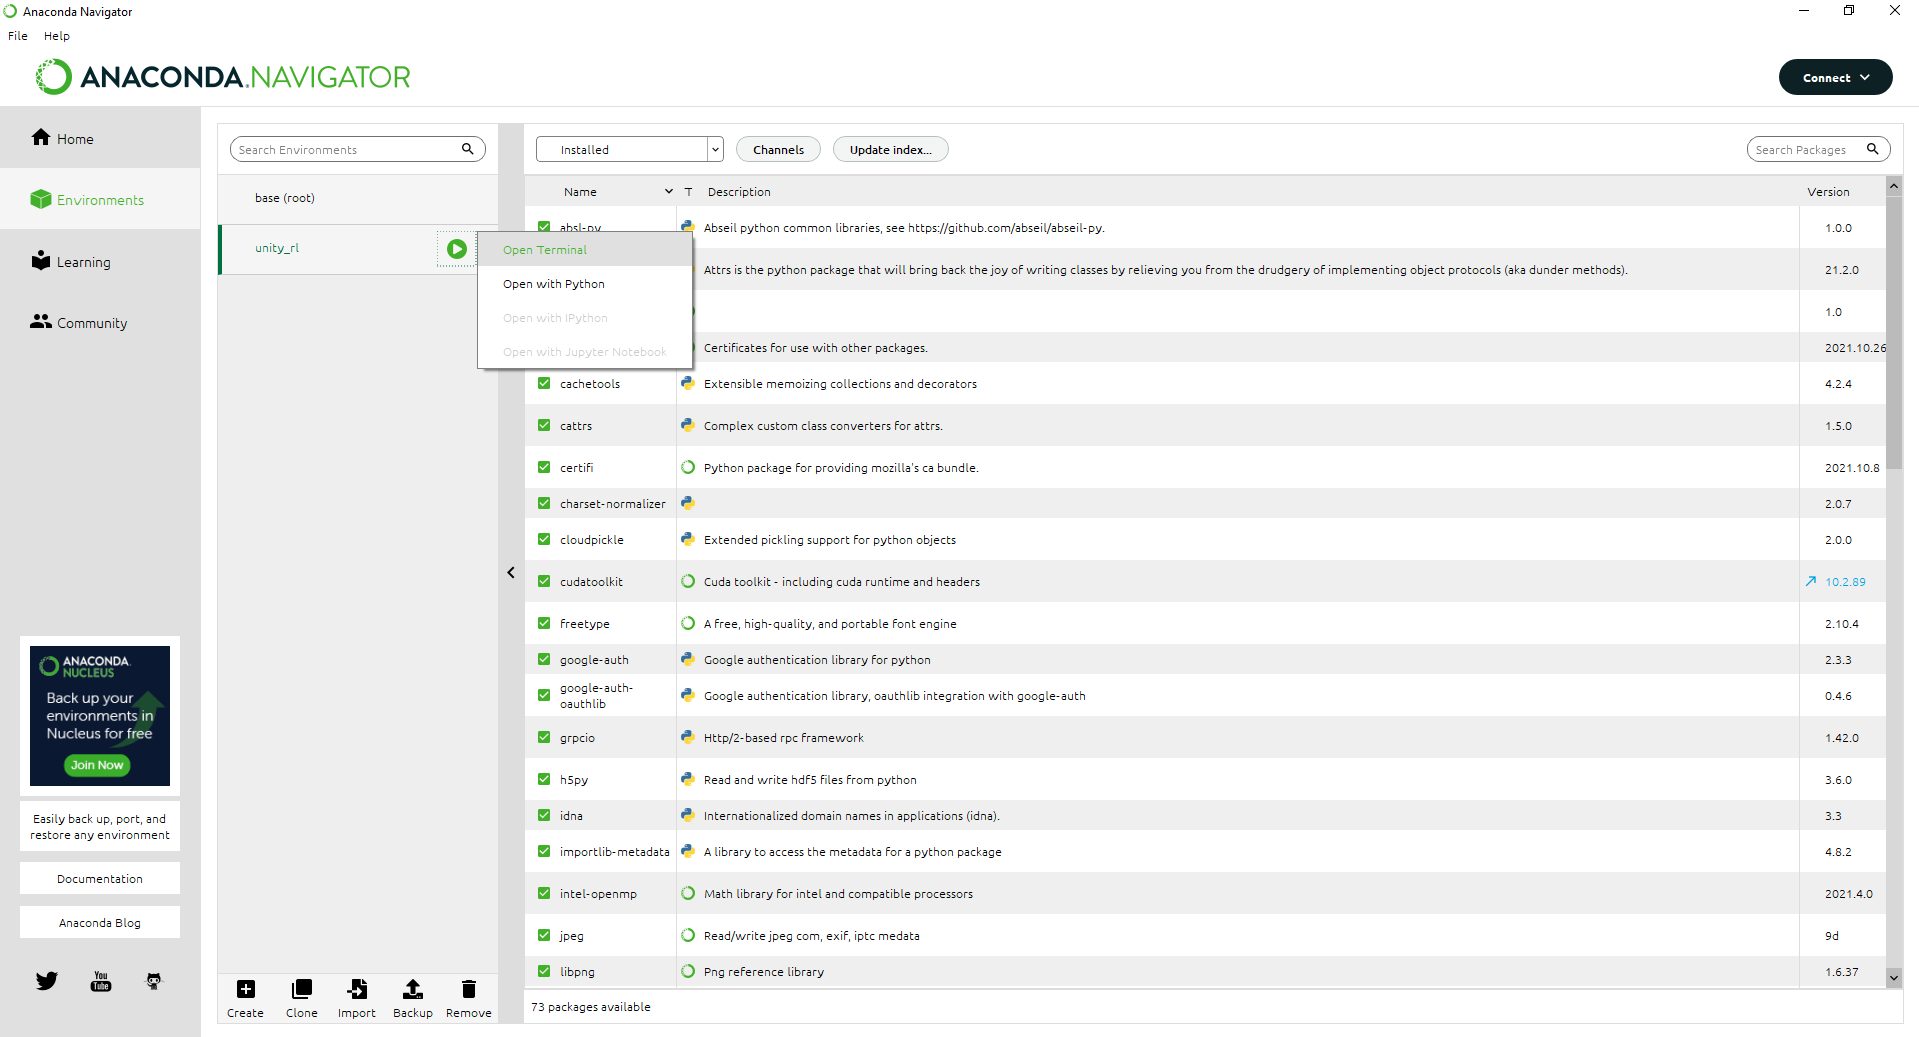 Anaconda Navigator
File Help
ANACONDA.NAVIGATOR
Connect
Home
Environments
Learning
Community
ANACONDA.
NUCLEUS
Back up your
environments in
Nucleus for free
Join Now
Easily back up, port, and
restore any environment
Documentation
Anaconda Blog
You
Tube
Search Environments
base (root)
unity_rl
Open Terminal
Open with Python
Open with IPython
Open with Jupyter Notebook
Create Clone Import Backup Remove
Installed Channels Update index... Search Packages
Name T Description Version
absl-py Abseil python common libraries, see https://github.com/abseil/abseil-py. 1.0.0
Attrs is the python package that will bring back the joy of writing classes by relieving you from the drudgery of implementing object protocols (aka dunder methods). 21.2.0
1.0
Certificates for use with other packages. 2021.10.26
cachetools Extensible memoizing collections and decorators 4.2.4
cattrs Complex custom class converters for attrs. 1.5.0
certifi Python package for providing mozilla's ca bundle. 2021.10.8
charset-normalizer 2.0.7
cloudpickle Extended pickling support for python objects 2.0.0
cudatoolkit Cuda toolkit - including cuda runtime and headers 10.2.89
freetype A free, high-quality, and portable font engine 2.10.4
google-auth Google authentication library for python 2.3.3
google-auth-
oauthlib Google authentication library, oauthlib integration with google-auth 0.4.6
grpcio Http/2-based rpc framework 1.42.0
h5py Read and write hdf5 files from python 3.6.0
idna Internationalized domain names in applications (idna). 3.3
importlib-metadata A library to access the metadata for a python package 4.8.2
intel-openmp Math library for intel and compatible processors 2021.4.0
jpeg Read/write jpeg com, exif, iptc medata 9d
libpng Png reference library 1.6.37
73 packages available